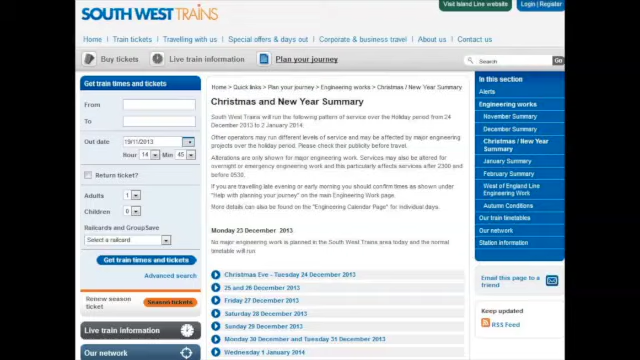 Visit Island Line website
Login | Register
SOUTH WEST TRAINS
Home
Train tickets
Travelling with us
Special offers & days out
Corporate & business travel
About us
Contact us
Buy tickets
Live train information
Plan your journey
Search
Get train times and tickets
From
To
Out date
19/11/2013
Hour
14
Min
45
Return ticket?
Adults
1
Children
0
Railcards and GroupSave
Select a railcard
Get train times and tickets
Advanced search
Renew season
ticket
Season tickets
Live train information
Our network
Home > Quick links > Plan your journey > Engineering works > Christmas / New Year Summary
Christmas and New Year Summary
South West Trains will run the following pattern of service over the Holiday period from 24
December 2013 to 2 January 2014.
Other operators may run different levels of service and may be affected by major engineering
projects over the holiday period. Please check their publicity before travel.
Alterations are only shown for major engineering work. Services may also be altered for
overnight or emergency engineering work and this particularly affects services after 2300 and
before 0530.
If you are travelling late evening or early morning you should confirm times as shown under
"Help with planning your journey" on the main Engineering Work page.
More details can also be found on the "Engineering Calendar Page" for individual days.
Monday 23 December 2013
No major engineering work is planned in the South West Trains area today and the normal
timetable will run
Christmas Eve - Tuesday 24 December 2013
25 and 26 December 2013
Friday 27 December 2013
Saturday 28 December 2013
Sunday 29 December 2013
Monday 30 December and Tuesday 31 December 2013
Wednesday 1 January 2014
In this section
Alerts
Engineering works
November Summary
December Summary
Christmas / New Year
Summary
January Summary
February Summary
West of England Line
Engineering Work
Autumn Conditions
Our train timetables
Our network
Station information
Email this page to a
friend
Keep updated
RSS Feed